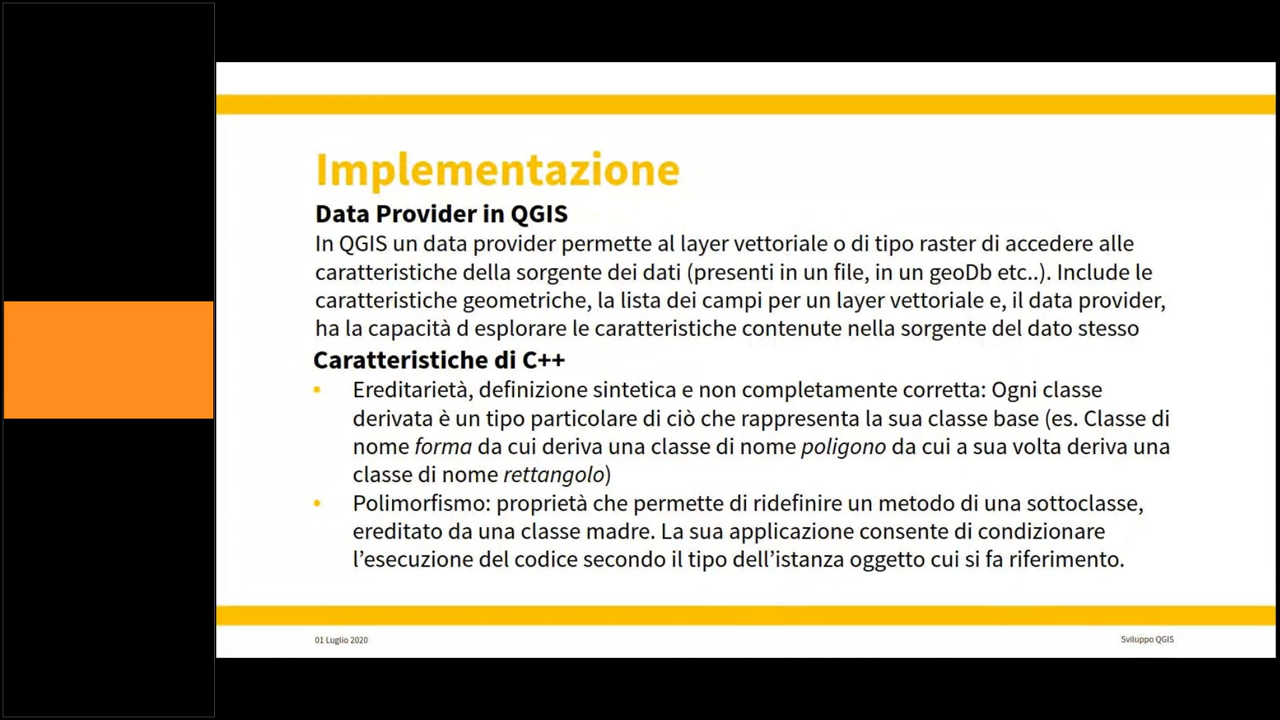 Implementazione
Data Provider in QGIS
In QGIS un data provider permette al layer vettoriale o di tipo raster di accedere alle
caratteristiche della sorgente dei dati (presenti in un file, in un geoDb etc..). Include le
caratteristiche geometriche, la lista dei campi per un layer vettoriale e, il data provider,
ha la capacità d esplorare le caratteristiche contenute nella sorgente del dato stesso
Caratteristiche di C++
• Ereditarietà, definizione sintetica e non completamente corretta: Ogni classe
derivata è un tipo particolare di ciò che rappresenta la sua classe base (es. Classe di
nome forma da cui deriva una classe di nome poligono da cui a sua volta deriva una
classe di nome rettangolo)
• Polimorfismo: proprietà che permette di ridefinire un metodo di una sottoclasse,
ereditato da una classe madre. La sua applicazione consente di condizionare
l’esecuzione del codice secondo il tipo dell’istanza oggetto cui si fa riferimento.
01 Luglio 2020
Sviluppo QGIS